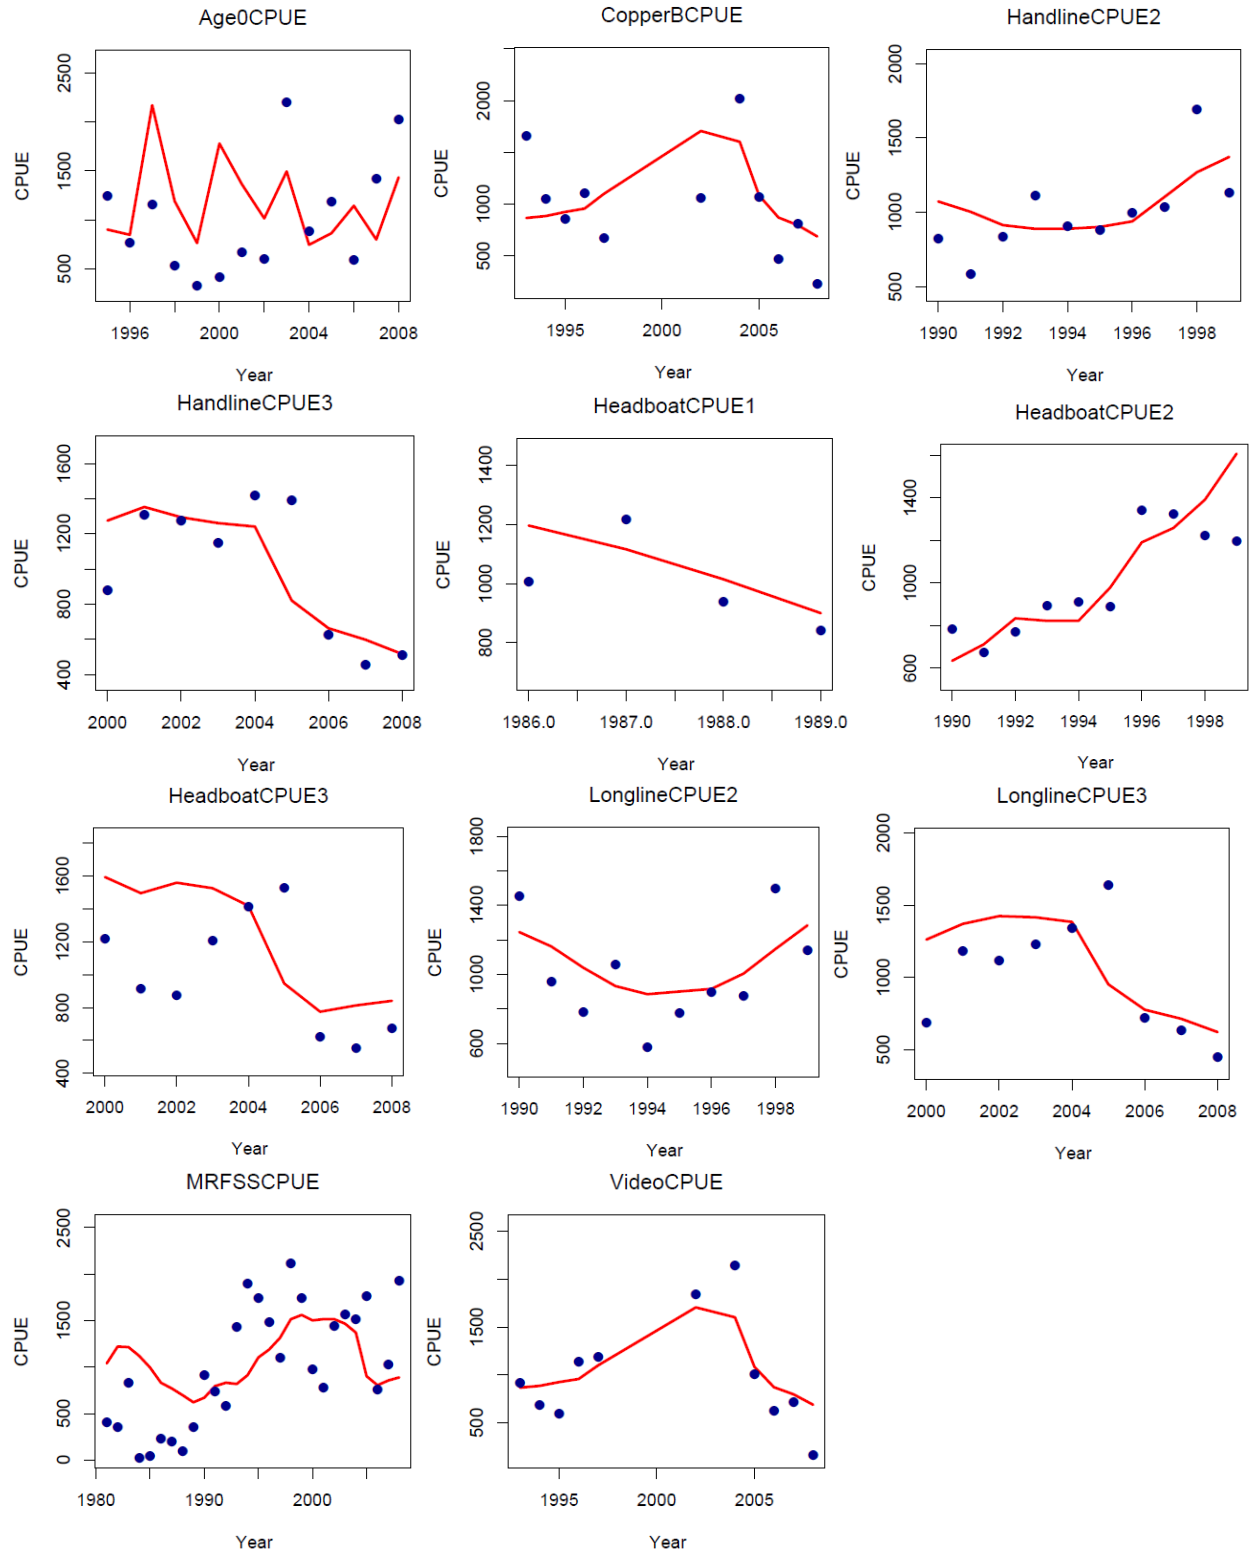 Age0CPUE
CPUE
2500
1500
500
1996
2000
2004
2008
Year
CopperBCPUE
CPUE
2000
1000
500
1995
2000
2005
Year
HandlineCPUE2
CPUE
2000
1500
1000
500
1990
1992
1994
1996
1998
Year
HandlineCPUE3
CPUE
1600
1200
800
400
2000
2002
2004
2006
2008
Year
HeadboatCPUE1
CPUE
1400
1200
1000
800
1986.0
1987.0
1988.0
1989.0
Year
HeadboatCPUE2
CPUE
1400
1000
600
1990
1992
1994
1996
1998
Year
HeadboatCPUE3
CPUE
1600
1200
800
400
2000
2002
2004
2006
2008
Year
LonglineCPUE2
CPUE
1800
1400
1000
600
1990
1992
1994
1996
1998
Year
LonglineCPUE3
CPUE
2000
1500
1000
500
2000
2002
2004
2006
2008
Year
MRFSSCPUE
CPUE
2500
1500
500
0
1980
1990
2000
Year
VideoCPUE
CPUE
2500
1500
500
1995
2000
2005
Year